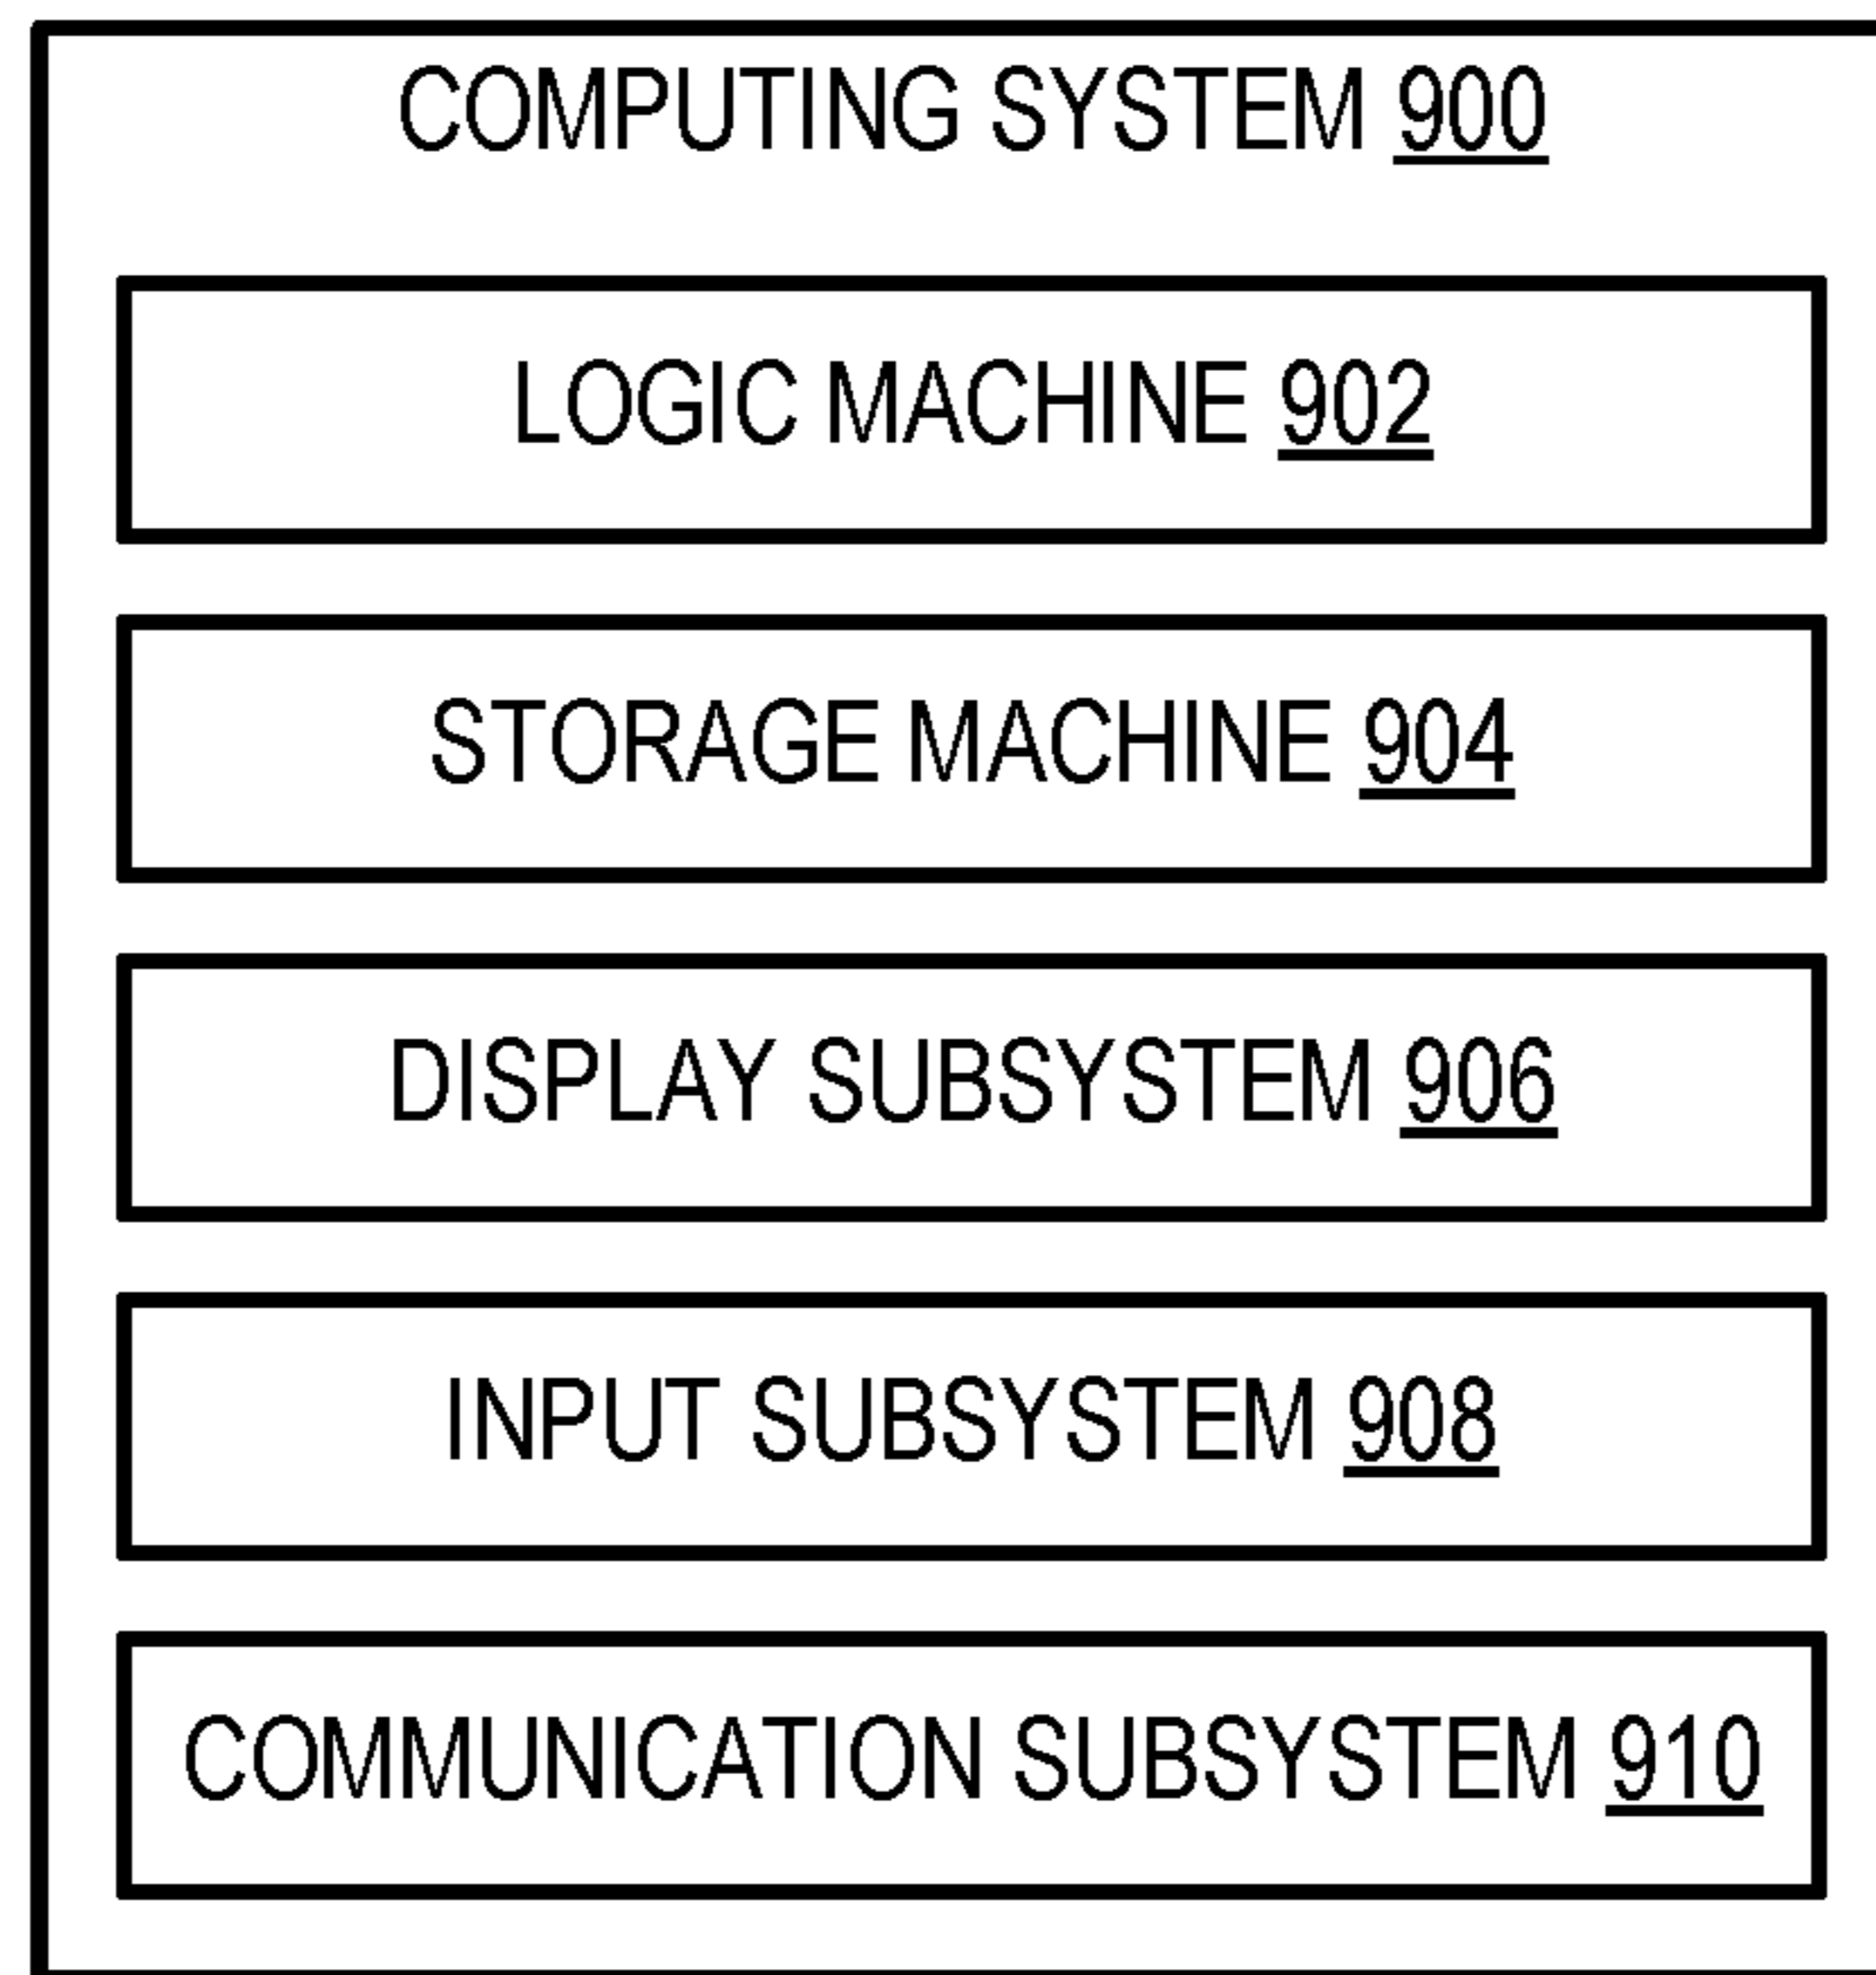 COMPUTING SYSTEM 900
LOGIC MACHINE 902
STORAGE MACHINE 904
DISPLAY SUBSYSTEM 906
INPUT SUBSYSTEM 908
COMMUNICATION SUBSYSTEM 910